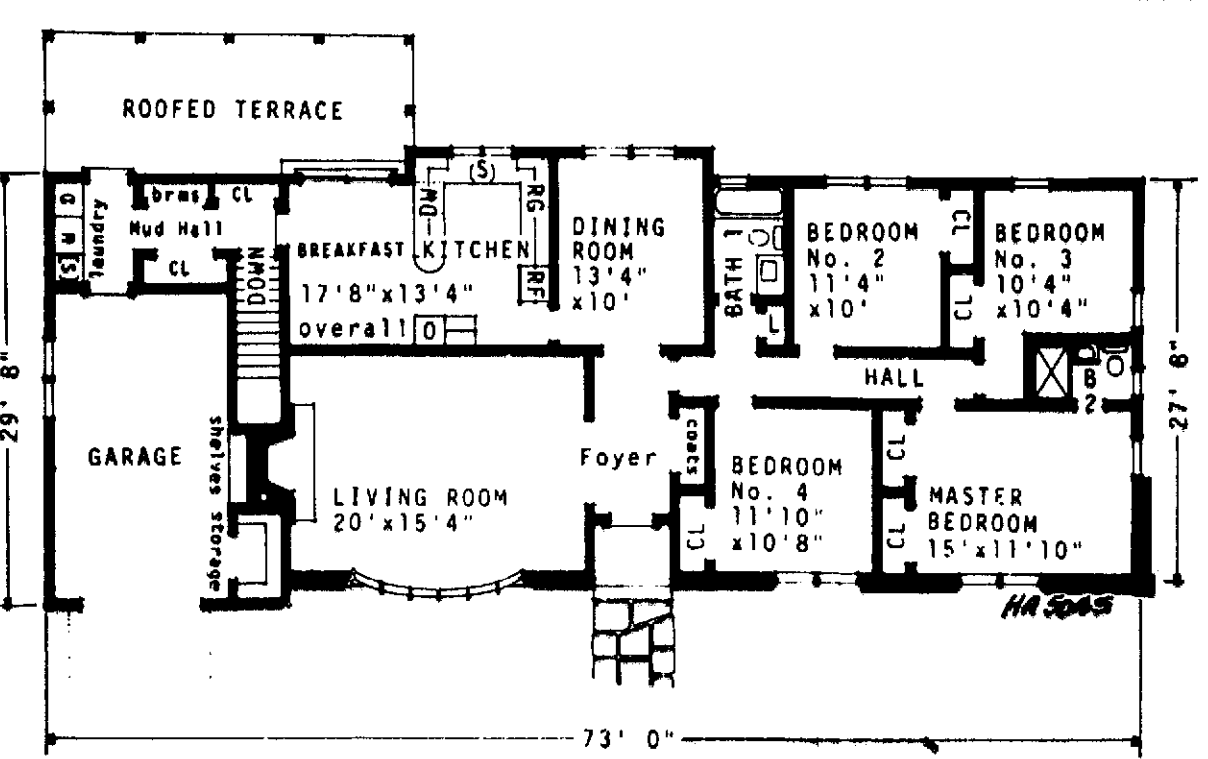 ROOFED TERRACE
brms
CL
Mud Hall
CL
laundry
D
W
(S)
DOWN
BREAKFAST
KITCHEN
17'8"x13'4"
overall
O
DW
(S)
RG
RF
DINING
ROOM
13'4"
x10'
BATH 1
L
BEDROOM
No. 2
11'4"
x10'
CL
CL
BEDROOM
No. 3
10'4"
x10'4"
HALL
B
2
29' 8"
27' 8"
GARAGE
shelves
storage
LIVING ROOM
20'x15'4"
Foyer
coats
CL
BEDROOM
No. 4
11'10"
x10'8"
CL
CL
MASTER
BEDROOM
15'x11'10"
73' 0"